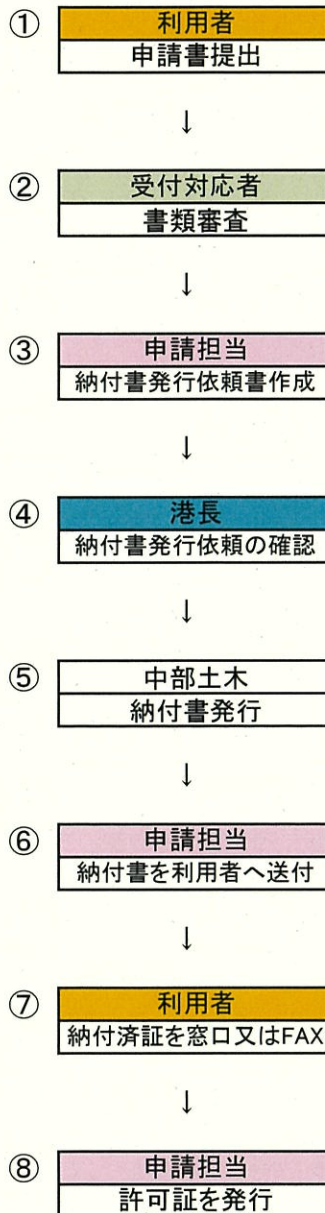 ① 利用者
申請書提出
↓
② 受付対応者
書類審査
↓
③ 申請担当
納付書発行依頼書作成
↓
④ 港長
納付書発行依頼の確認
↓
⑤ 中部土木
納付書発行
↓
⑥ 申請担当
納付書を利用者へ送付
↓
⑦ 利用者
納付済証を窓口又はFAX
↓
⑧ 申請担当
許可証を発行